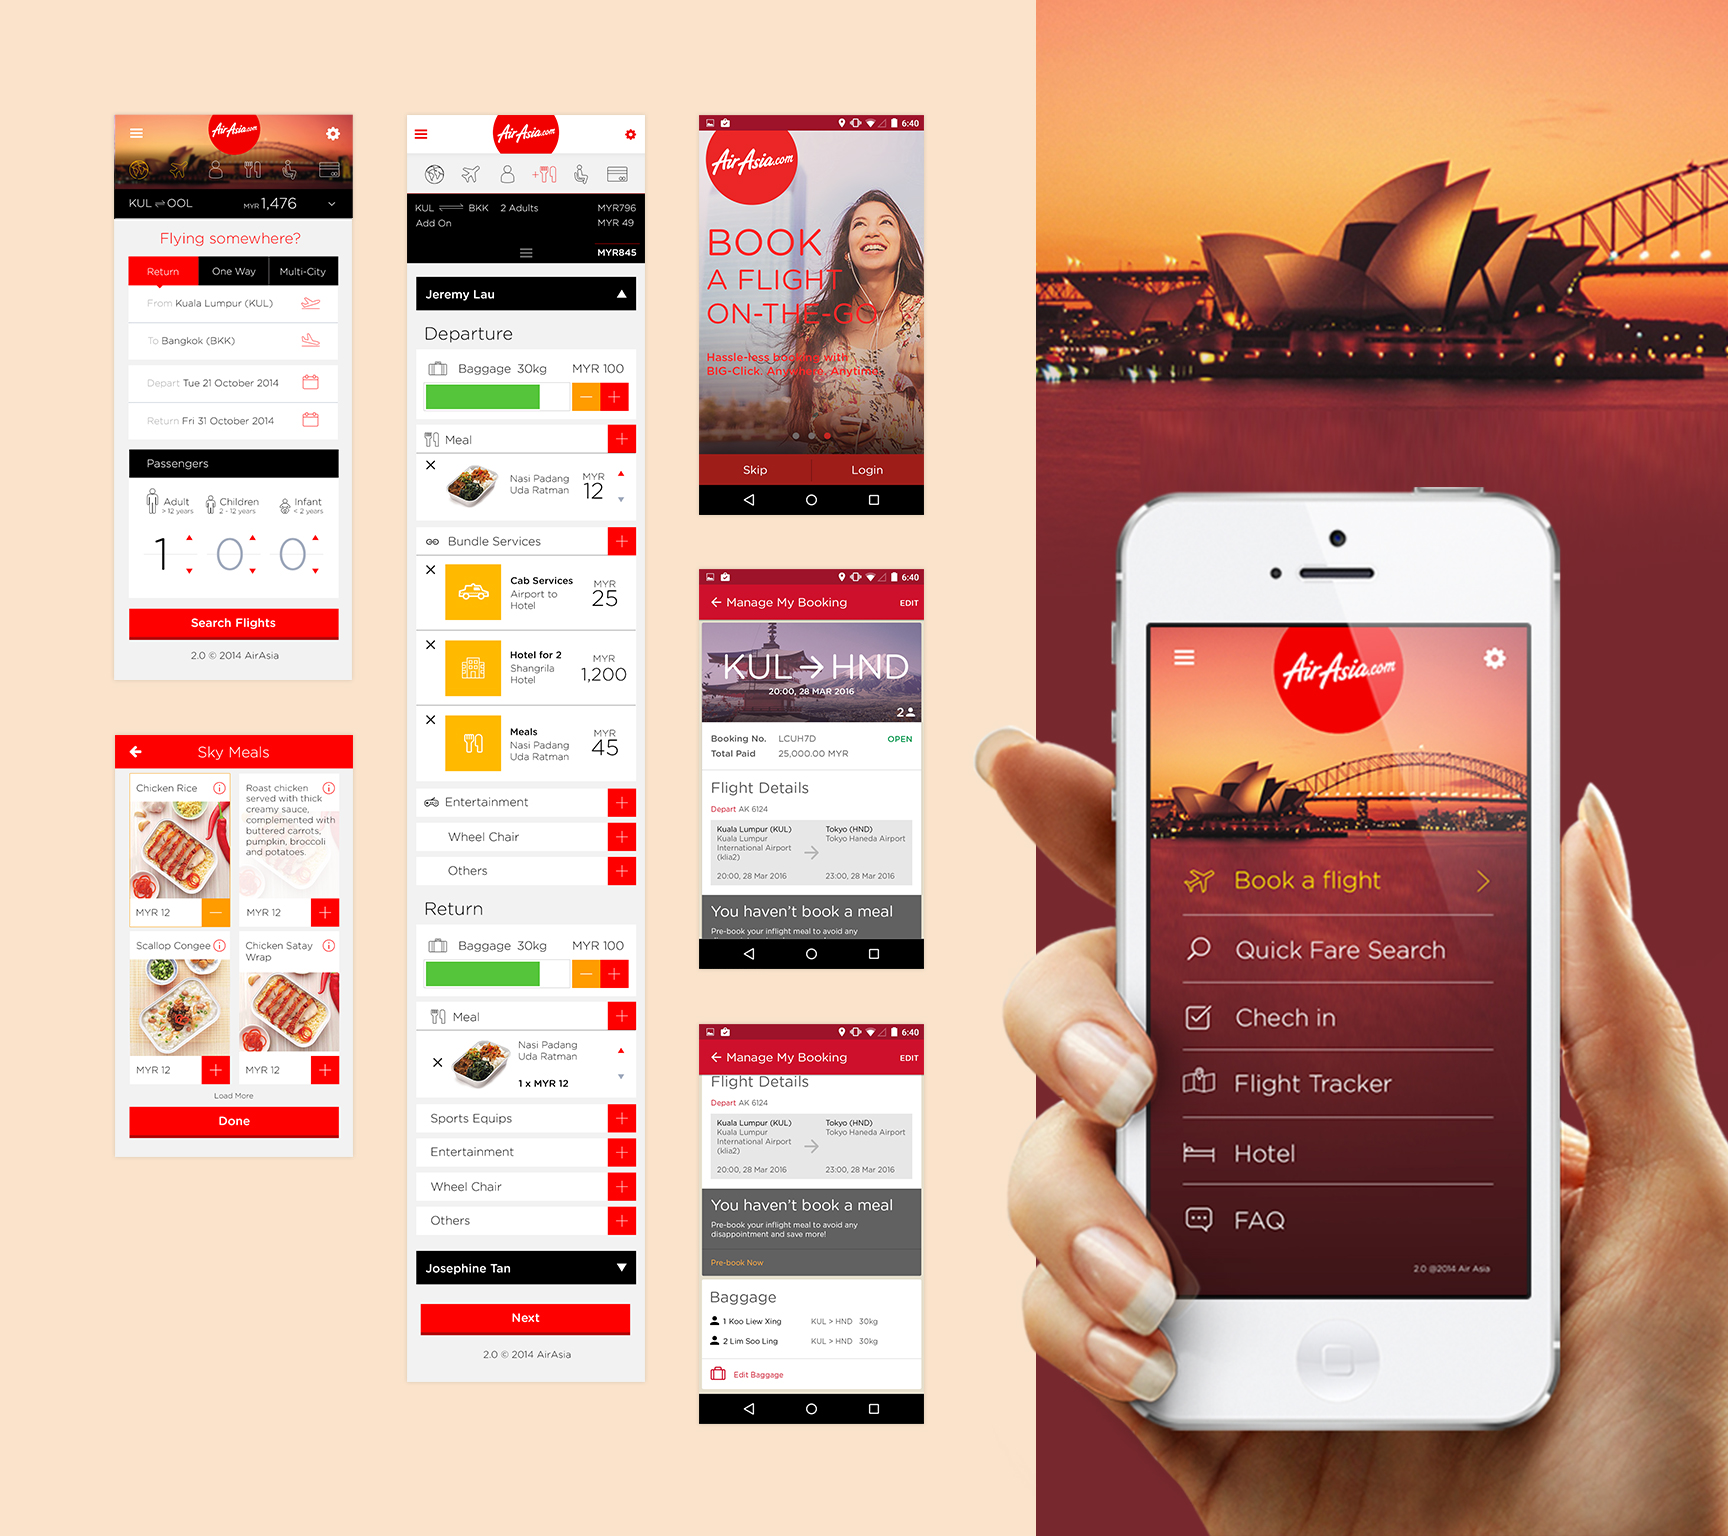 AirAsia.com
KUL ⇌ OOL MYR 1,476
Flying somewhere?
Return One Way Multi-City
From Kuala Lumpur (KUL)
To Bangkok (BKK)
Depart Tue 21 October 2014
Return Fri 31 October 2014
Passengers
Adult Children Infant
> 12 years 2 - 12 years < 2 years
1 0 0
Search Flights
2.0 © 2014 AirAsia
Sky Meals
Chicken Rice
MYR 12
Roast chicken
served with thick
creamy sauce,
complemented with
buttered carrots,
pumpkin, broccoli
and potatoes.
MYR 12
Scallop Congee
MYR 12
Chicken Satay
Wrap
MYR 12
Load More
Done
AirAsia.com
KUL ⇌ BKK 2 Adults MYR796
Add On MYR 49
MYR845
Jeremy Lau
Departure
Baggage 30kg MYR 100
Meal
Nasi Padang
Uda Ratman
MYR
12
Bundle Services
Cab Services
Airport to
Hotel
MYR
25
Hotel for 2
Shangrila
Hotel
MYR
1,200
Meals
Nasi Padang
Uda Ratman
MYR
45
Entertainment
Wheel Chair
Others
Return
Baggage 30kg MYR 100
Meal
Nasi Padang
Uda Ratman
1 x MYR 12
Sports Equips
Entertainment
Wheel Chair
Others
Josephine Tan
Next
2.0 © 2014 AirAsia
6:40
AirAsia.com
BOOK
A FLIGHT
ON-THE-GO
Hassle-less booking with
BIG-Click. Anywhere, Anytime.
Skip Login
6:40
Manage My Booking EDIT
KUL → HND
20:00, 28 MAR 2016
2
Booking No. LCUH7D OPEN
Total Paid 25,000.00 MYR
Flight Details
Depart AK 6124
Kuala Lumpur (KUL)
Kuala Lumpur
International Airport
(klia2)
20:00, 28 Mar 2016
Tokyo (HND)
Tokyo Haneda Airport
23:00, 28 Mar 2016
You haven't book a meal
Pre-book your inflight meal to avoid any
6:40
Manage My Booking EDIT
Flight Details
Depart AK 6124
Kuala Lumpur (KUL)
Kuala Lumpur
International Airport
(klia2)
20:00, 28 Mar 2016
Tokyo (HND)
Tokyo Haneda Airport
23:00, 28 Mar 2016
You haven't book a meal
Pre-book your inflight meal to avoid any
disappointment and save more!
Pre-book Now
Baggage
1 Koo Liew Xing KUL > HND 30kg
2 Lim Soo Ling KUL > HND 30kg
Edit Baggage
AirAsia.com
Book a flight
Quick Fare Search
Chech in
Flight Tracker
Hotel
FAQ
2.0 @2014 Air Asia